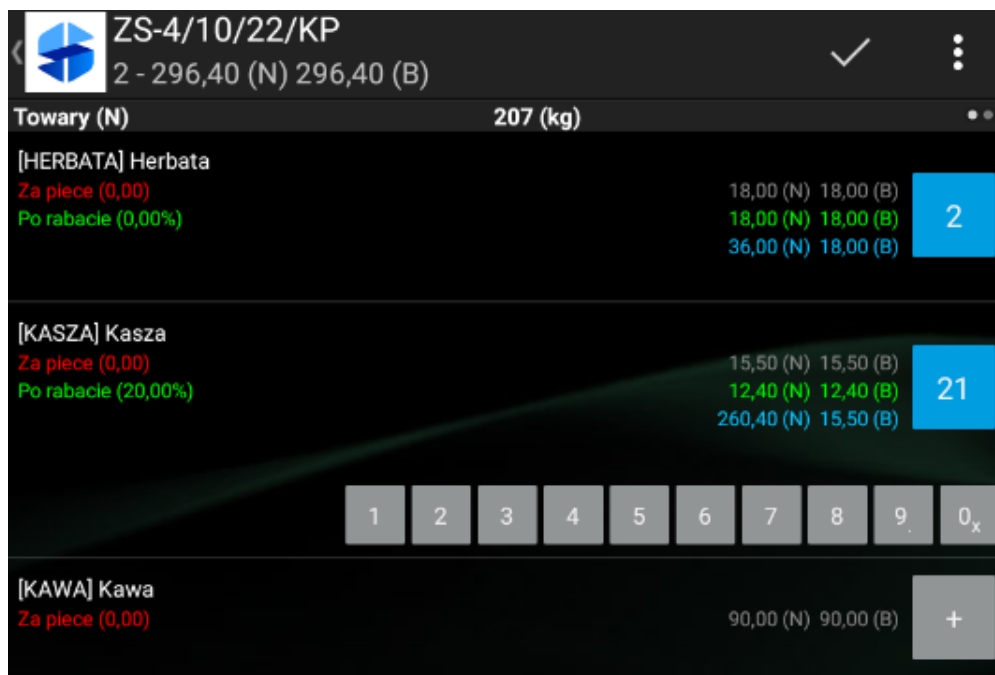 ZS-4/10/22/KP
2 - 296,40 (N) 296,40 (B)
Towary (N) 207 (kg)
[HERBATA] Herbata
Za piece (0,00) 18,00 (N) 18,00 (B)
Po rabacie (0,00%) 18,00 (N) 18,00 (B) 2
36,00 (N) 18,00 (B)
[KASZA] Kasza
Za piece (0,00) 15,50 (N) 15,50 (B)
Po rabacie (20,00%) 12,40 (N) 12,40 (B) 21
260,40 (N) 15,50 (B)
1 2 3 4 5 6 7 8 9. 0x
[KAWA] Kawa
Za piece (0,00) 90,00 (N) 90,00 (B) +